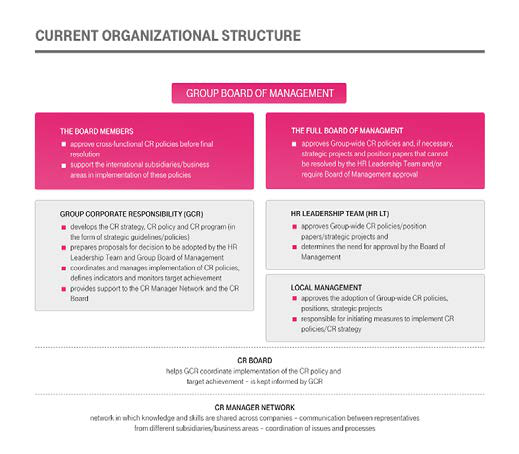 CURRENT ORGANIZATIONAL STRUCTURE
GROUP BOARD OF MANAGEMENT
THE BOARD MEMBERS
approve cross-functional CR policies before final
resolution
support the international subsidiaries/business
areas in implementation of these policies
THE FULL BOARD OF MANAGMENT
approves Group-wide CR policies and, if necessary,
strategic projects and position papers that cannot
be resolved by the HR Leadership Team and/or
require Board of Management approval
GROUP CORPORATE RESPONSIBILITY (GCR)
develops the CR strategy, CR policy and CR program (in
the form of strategic guidelines/policies)
prepares proposals for decision to be adopted by the HR
Leadership Team and Group Board of Management
coordinates and manages implementation of CR policies,
defines indicators and monitors target achievement
provides support to the CR Manager Network and the CR
Board
HR LEADERSHIP TEAM (HR LT)
approves Group-wide CR policies/position
papers/strategic projects and
determines the need for approval by the Board of
Management
LOCAL MANAGEMENT
approves the adoption of Group-wide CR policies,
positions, strategic projects
responsible for initiating measures to implement CR
policies/CR strategy
CR BOARD
helps GCR coordinate implementation of the CR policy and
target achievement – is kept informed by GCR
CR MANAGER NETWORK
network in which knowledge and skills are shared across companies – communication between representatives
from different subsidiaries/business areas – coordination of issues and processes